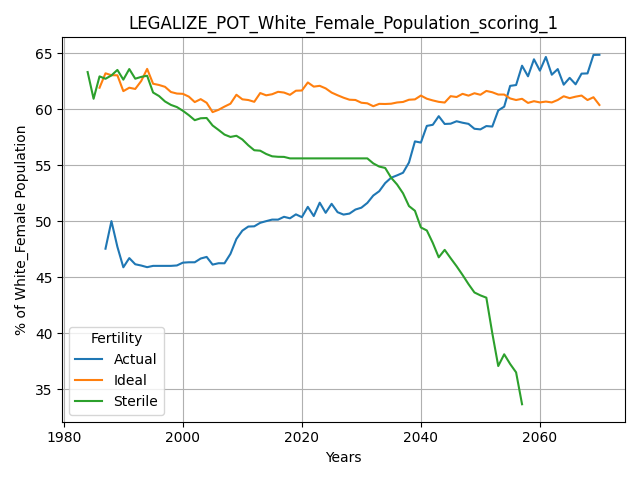 LEGALIZE_POT_White_Female_Population_scoring_1
% of White_Female Population
65
60
55
50
45
40
35
Fertility
Actual
Ideal
Sterile
1980
2000
2020
2040
2060
Years